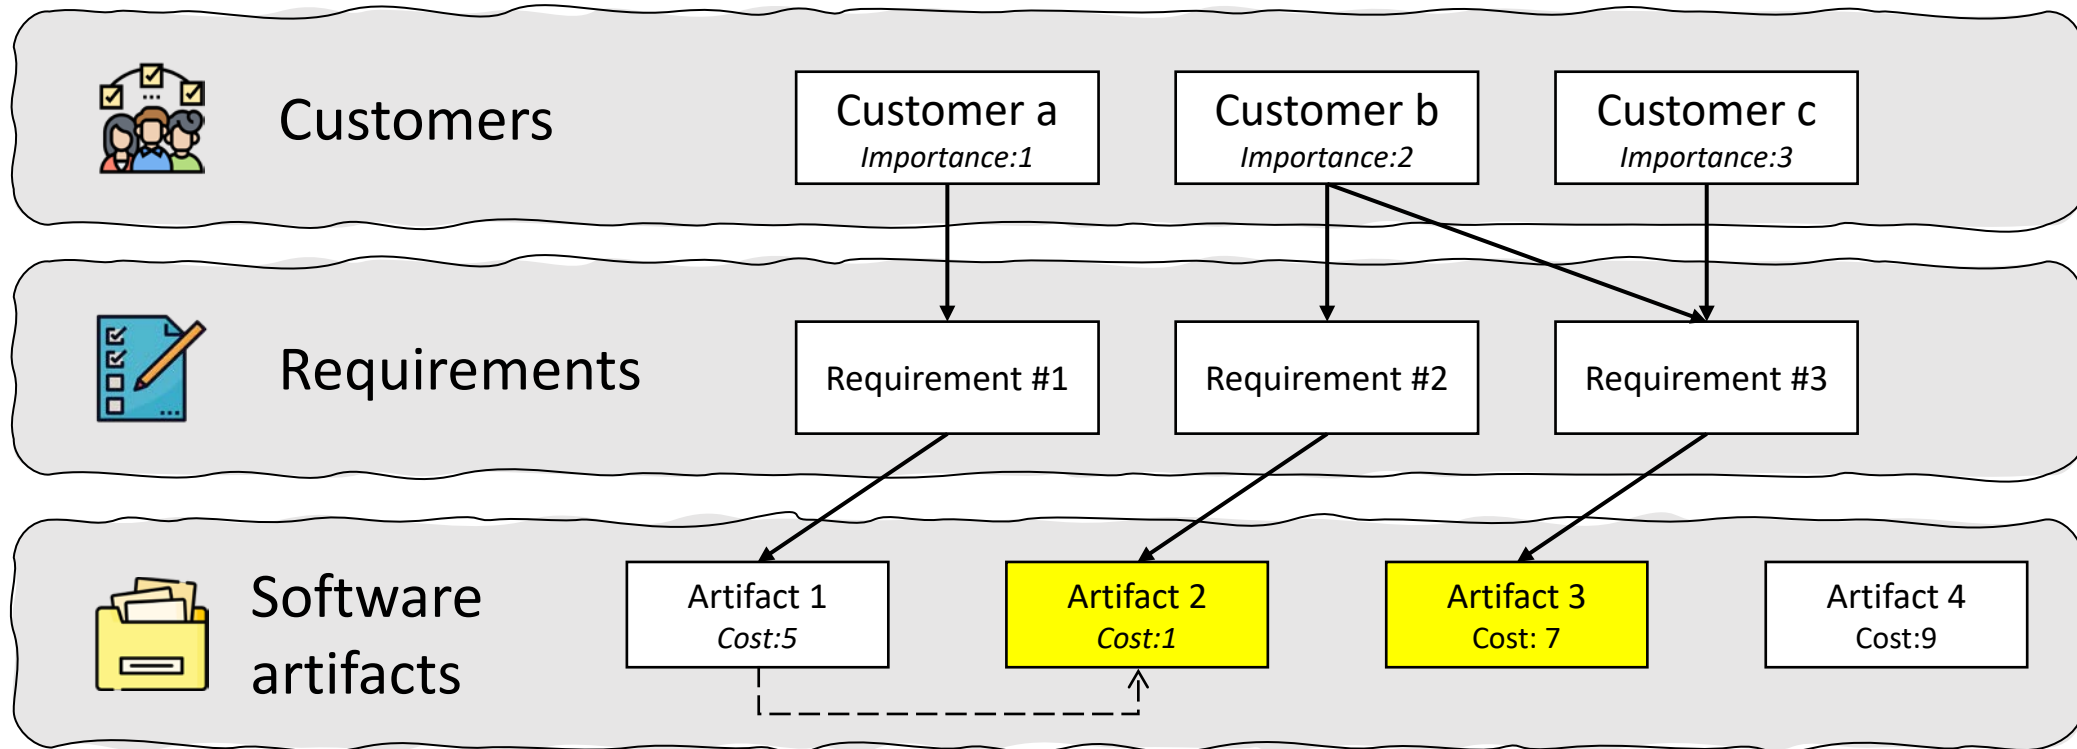 Customers
Customer a
Importance:1
Customer b
Importance:2
Customer c
Importance:3
Requirements
Requirement #1
Requirement #2
Requirement #3
Software
artifacts
Artifact 1
Cost:5
Artifact 2
Cost:1
Artifact 3
Cost: 7
Artifact 4
Cost:9